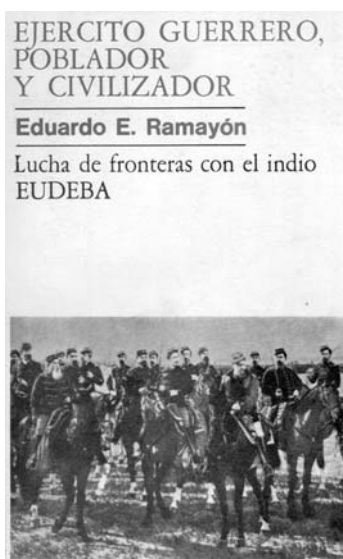 EJERCITO GUERRERO,
POBLADOR
Y CIVILIZADOR
Eduardo E. Ramayón
Lucha de fronteras con el indio
EUDEBA